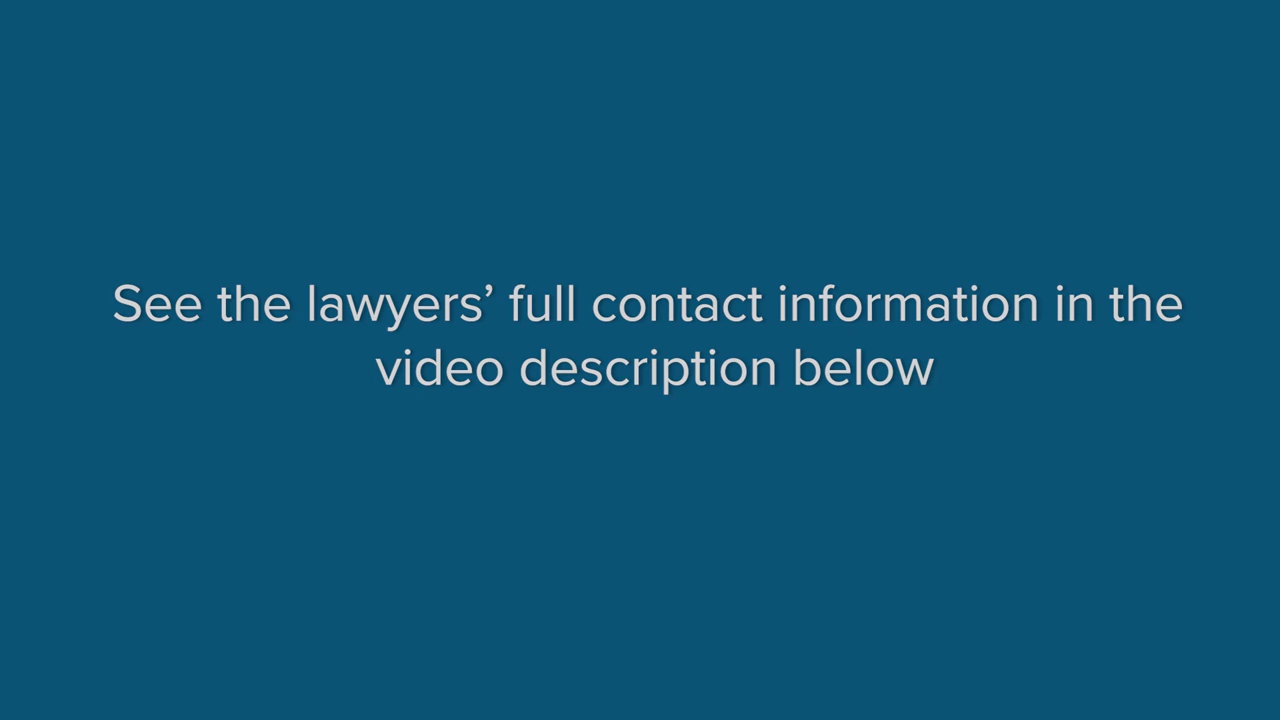 See the lawyers’ full contact information in the
video description below